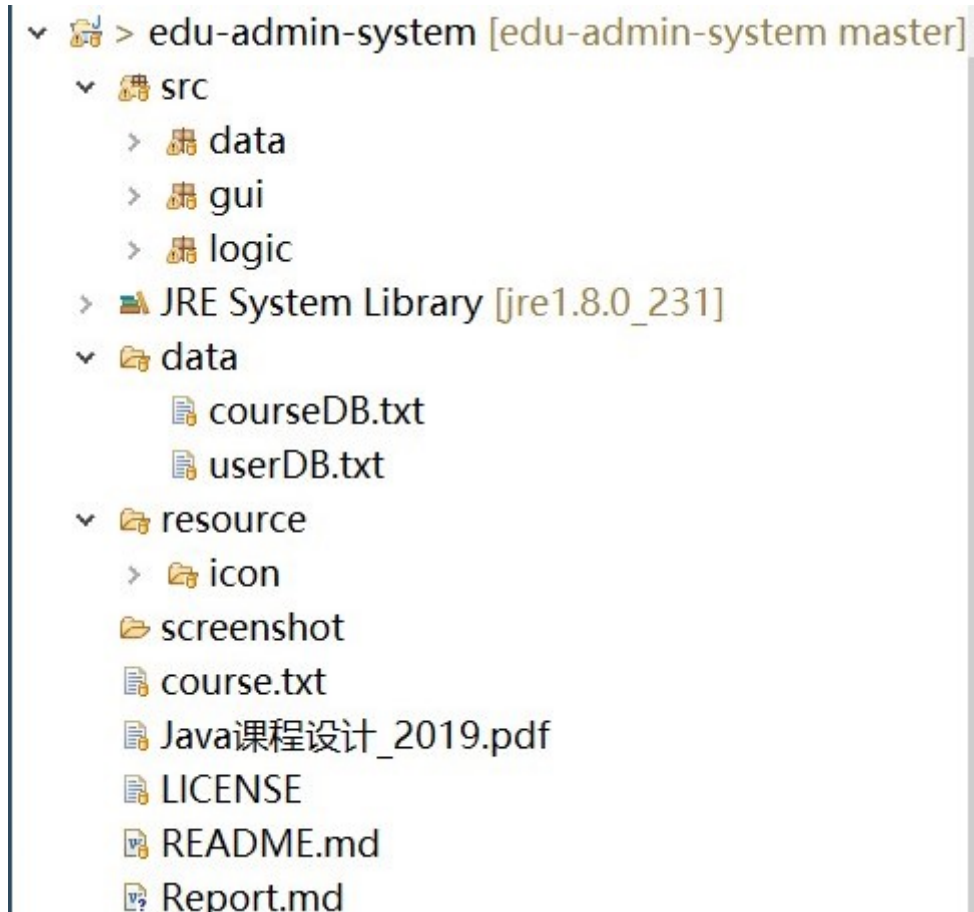 > edu-admin-system [edu-admin-system master]
src
data
gui
logic
JRE System Library [jre1.8.0_231]
data
courseDB.txt
userDB.txt
resource
icon
screenshot
course.txt
Java课程设计_2019.pdf
LICENSE
README.md
Report.md